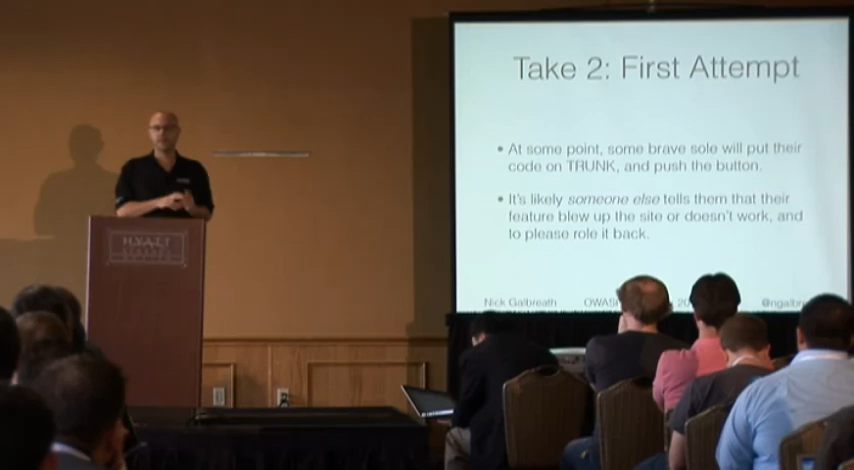 Take 2: First Attempt
• At some point, some brave sole will put their
code on TRUNK, and push the button.
• It's likely someone else tells them that their
feature blew up the site or doesn't work, and
to please role it back.
Nick Galbreath
HYATT